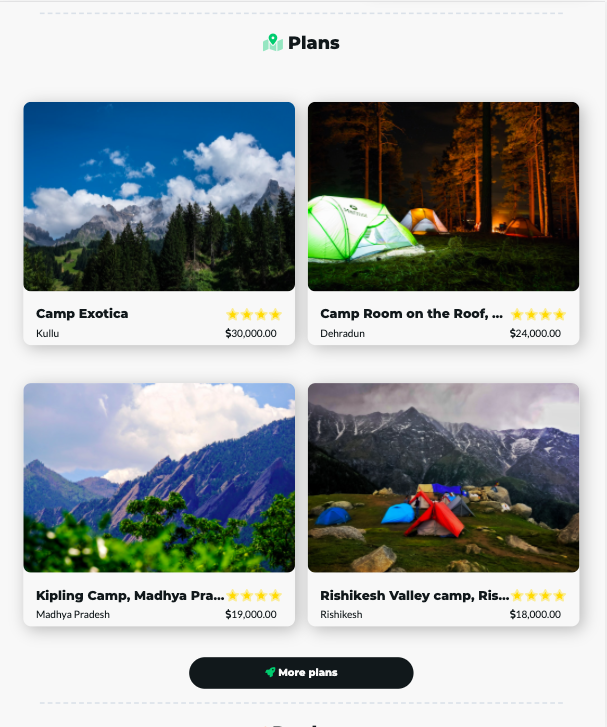 Plans
Camp Exotica
Kullu
$30,000.00
Camp Room on the Roof, ...
Dehradun
$24,000.00
Kipling Camp, Madhya Pra...
Madhya Pradesh
$19,000.00
Rishikesh Valley camp, Ris...
Rishikesh
$18,000.00
More plans